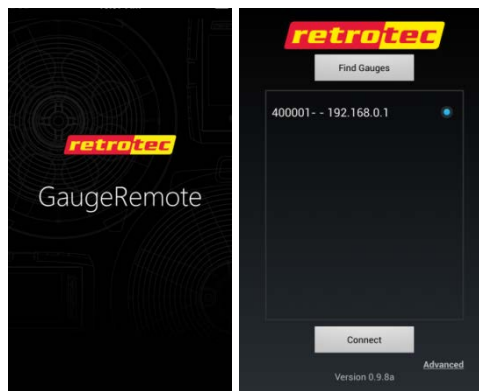 retrotec
GaugeRemote
retrotec
Find Gauges
400001- - 192.168.0.1
Connect
Advanced
Version 0.9.8a